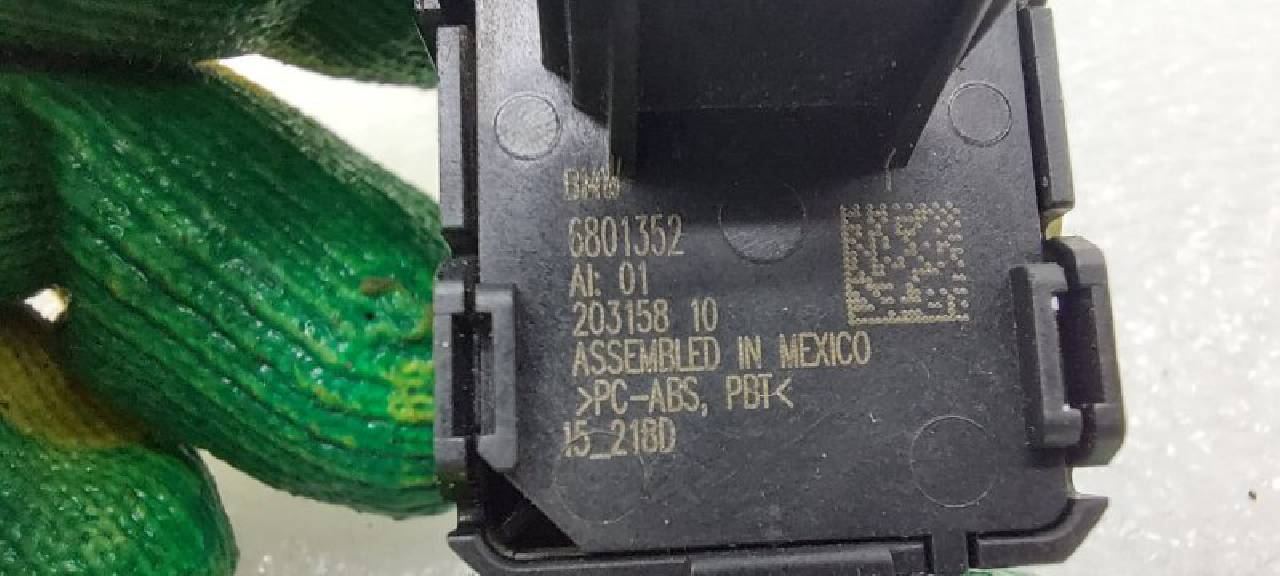 BMW
6801352
AI: 01
203158 10
ASSEMBLED IN MEXICO
>PC-ABS, PBT<
15_218D